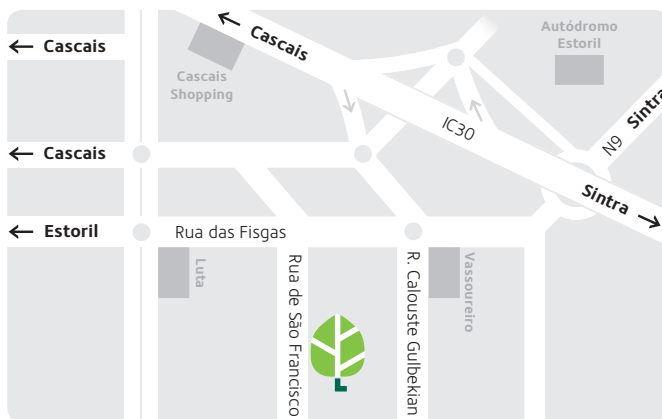 Cascais
Cascais
Cascais
Shopping
Autódromo
Estoril
N9 Sintra
IC30
Cascais
Sintra
Estoril
Rua das Fisgas
Luta
Rua de São Francisco
R. Calouste Gulbekian
Vassoureiro